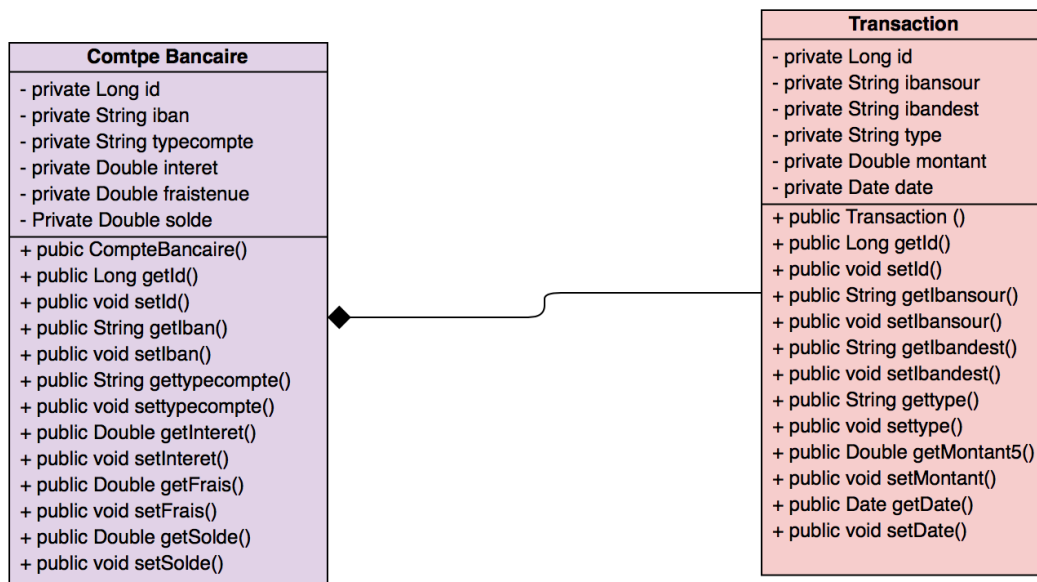 Comtpe Bancaire
- private Long id
- private String iban
- private String typecompte
- private Double interet
- private Double fraistenue
- Private Double solde
+ pubic CompteBancaire()
+ public Long getId()
+ public void setId()
+ public String getIban()
+ public void setIban()
+ public String gettypecompte()
+ public void settypecompte()
+ public Double getInteret()
+ public void setInteret()
+ public Double getFrais()
+ public void setFrais()
+ public Double getSolde()
+ public void setSolde()
Transaction
- private Long id
- private String ibansour
- private String ibandest
- private String type
- private Double montant
- private Date date
+ public Transaction ()
+ public Long getId()
+ public void setId()
+ public String getIbansour()
+ public void setIbansour()
+ public String getIbandest()
+ public void setIbandest()
+ public String gettype()
+ public void settype()
+ public Double getMontant5()
+ public void setMontant()
+ public Date getDate()
+ public void setDate()